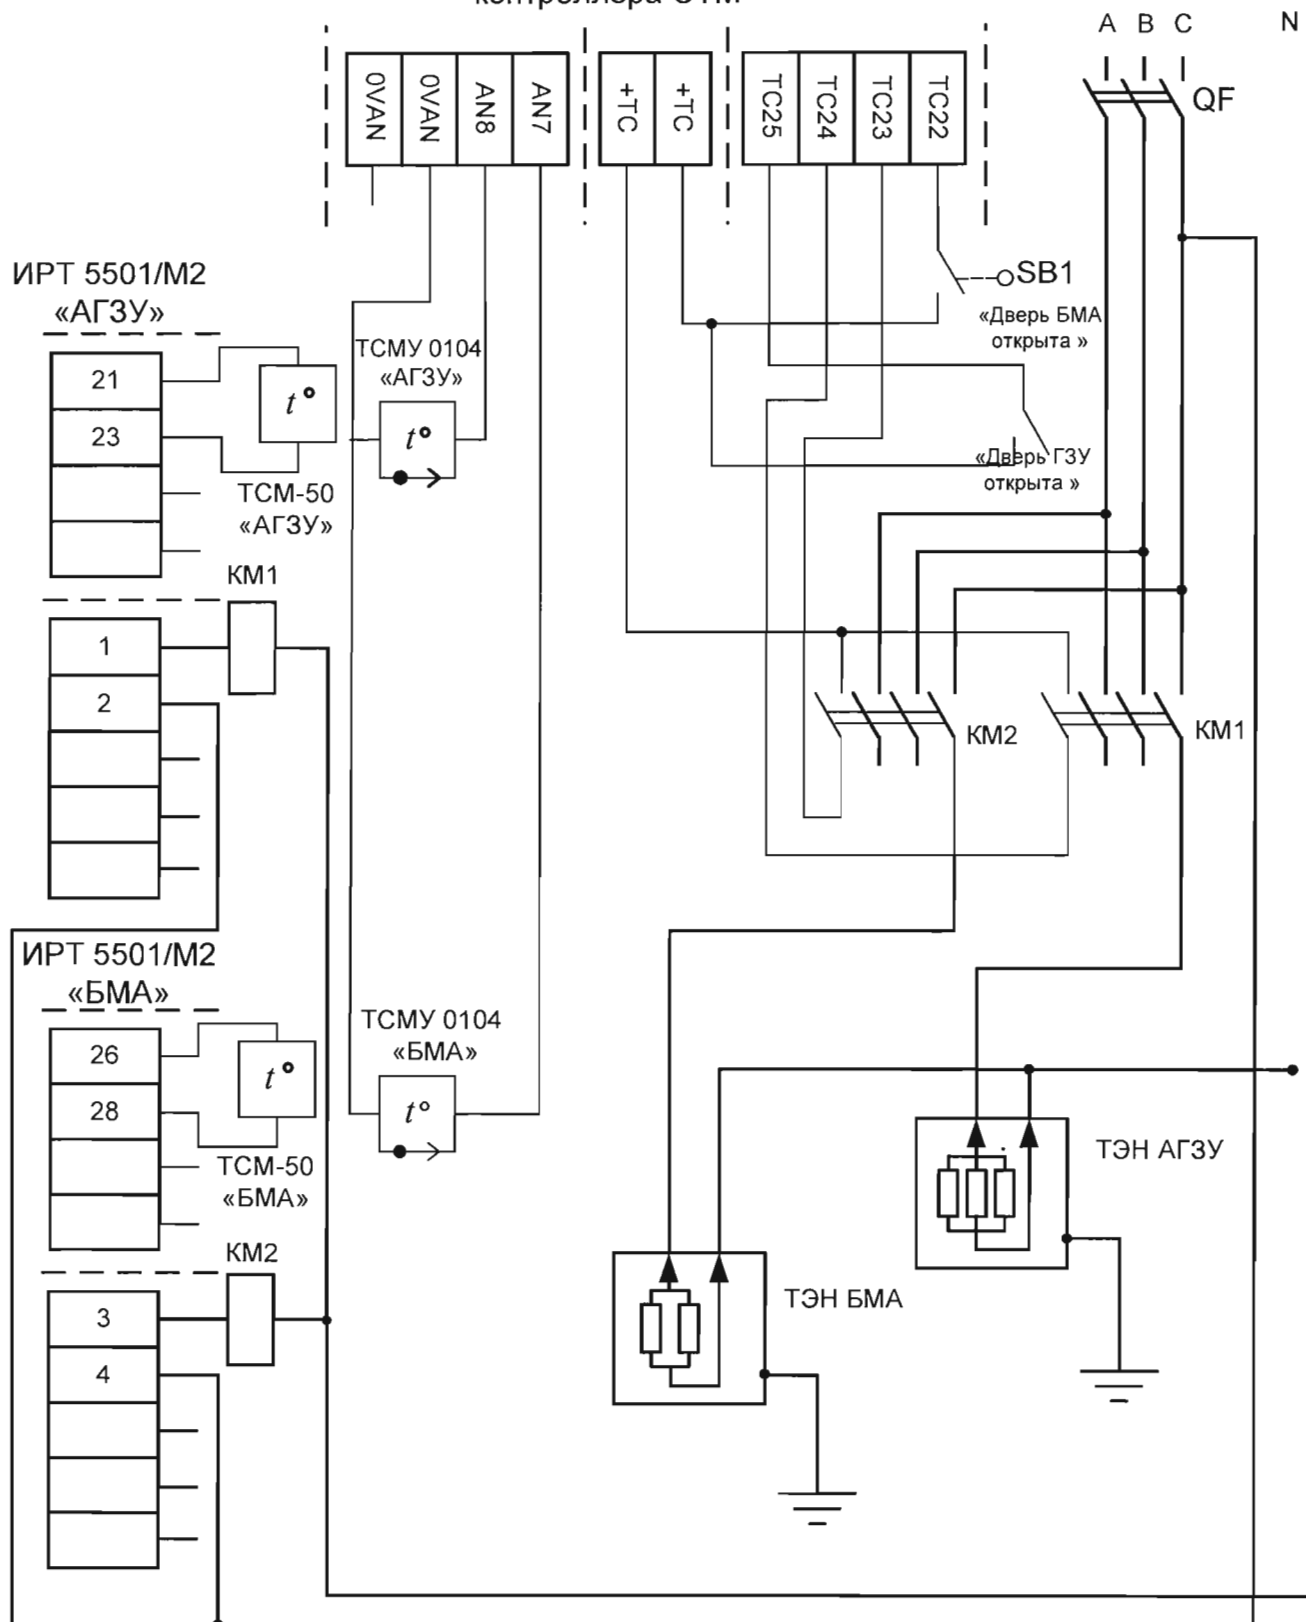 A B C N
0VAN 0VAN AN8 AN7 +TC +TC TC25 TC24 TC23 TC22
QF
ИРТ 5501/М2
«АГЗУ»
SB1
«Дверь БМА
открыта »
ТСМУ 0104
«АГЗУ»
21
t°
23
t°
«Дверь ГЗУ
открыта »
ТСМ-50
«АГЗУ»
КМ1
1
2
КМ2
КМ1
ИРТ 5501/М2
«БМА»
ТСМУ 0104
«БМА»
26
t°
28
t°
ТСМ-50
«БМА»
ТЭН АГЗУ
КМ2
ТЭН БМА
3
4